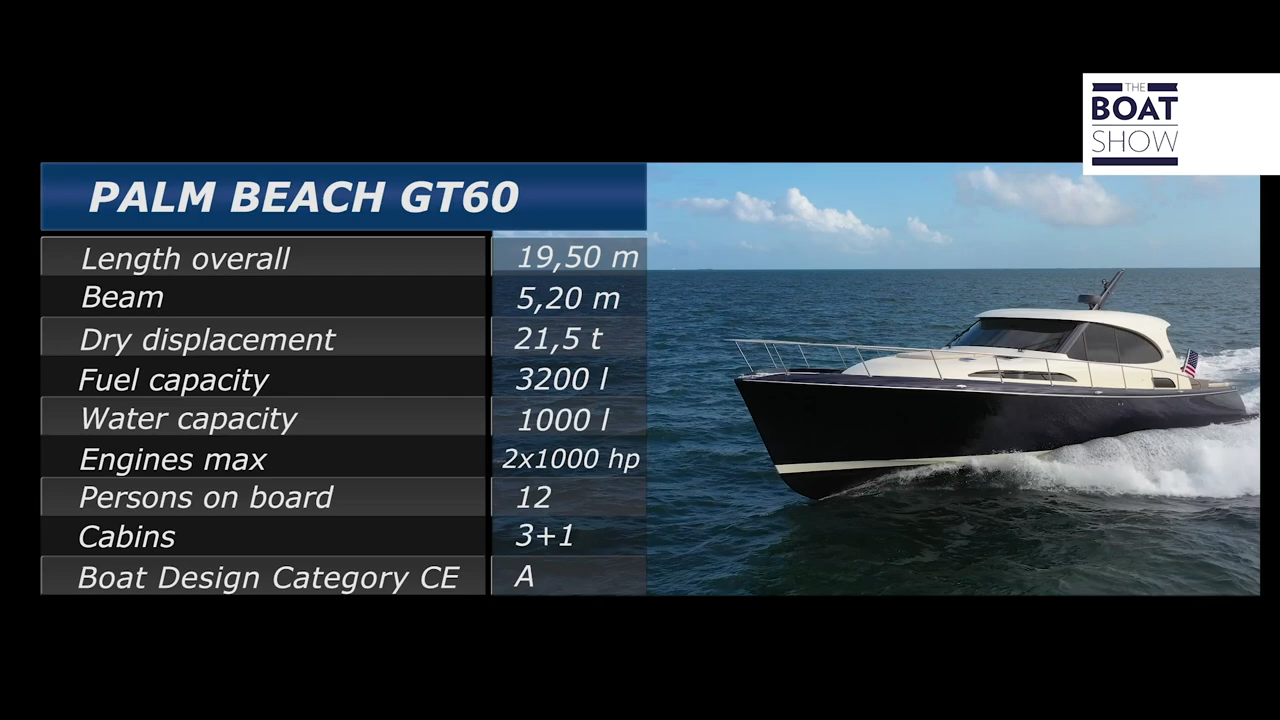 THE
BOAT
SHOW
PALM BEACH GT60
Length overall 19,50 m
Beam 5,20 m
Dry displacement 21,5 t
Fuel capacity 3200 l
Water capacity 1000 l
Engines max 2x1000 hp
Persons on board 12
Cabins 3+1
Boat Design Category CE A